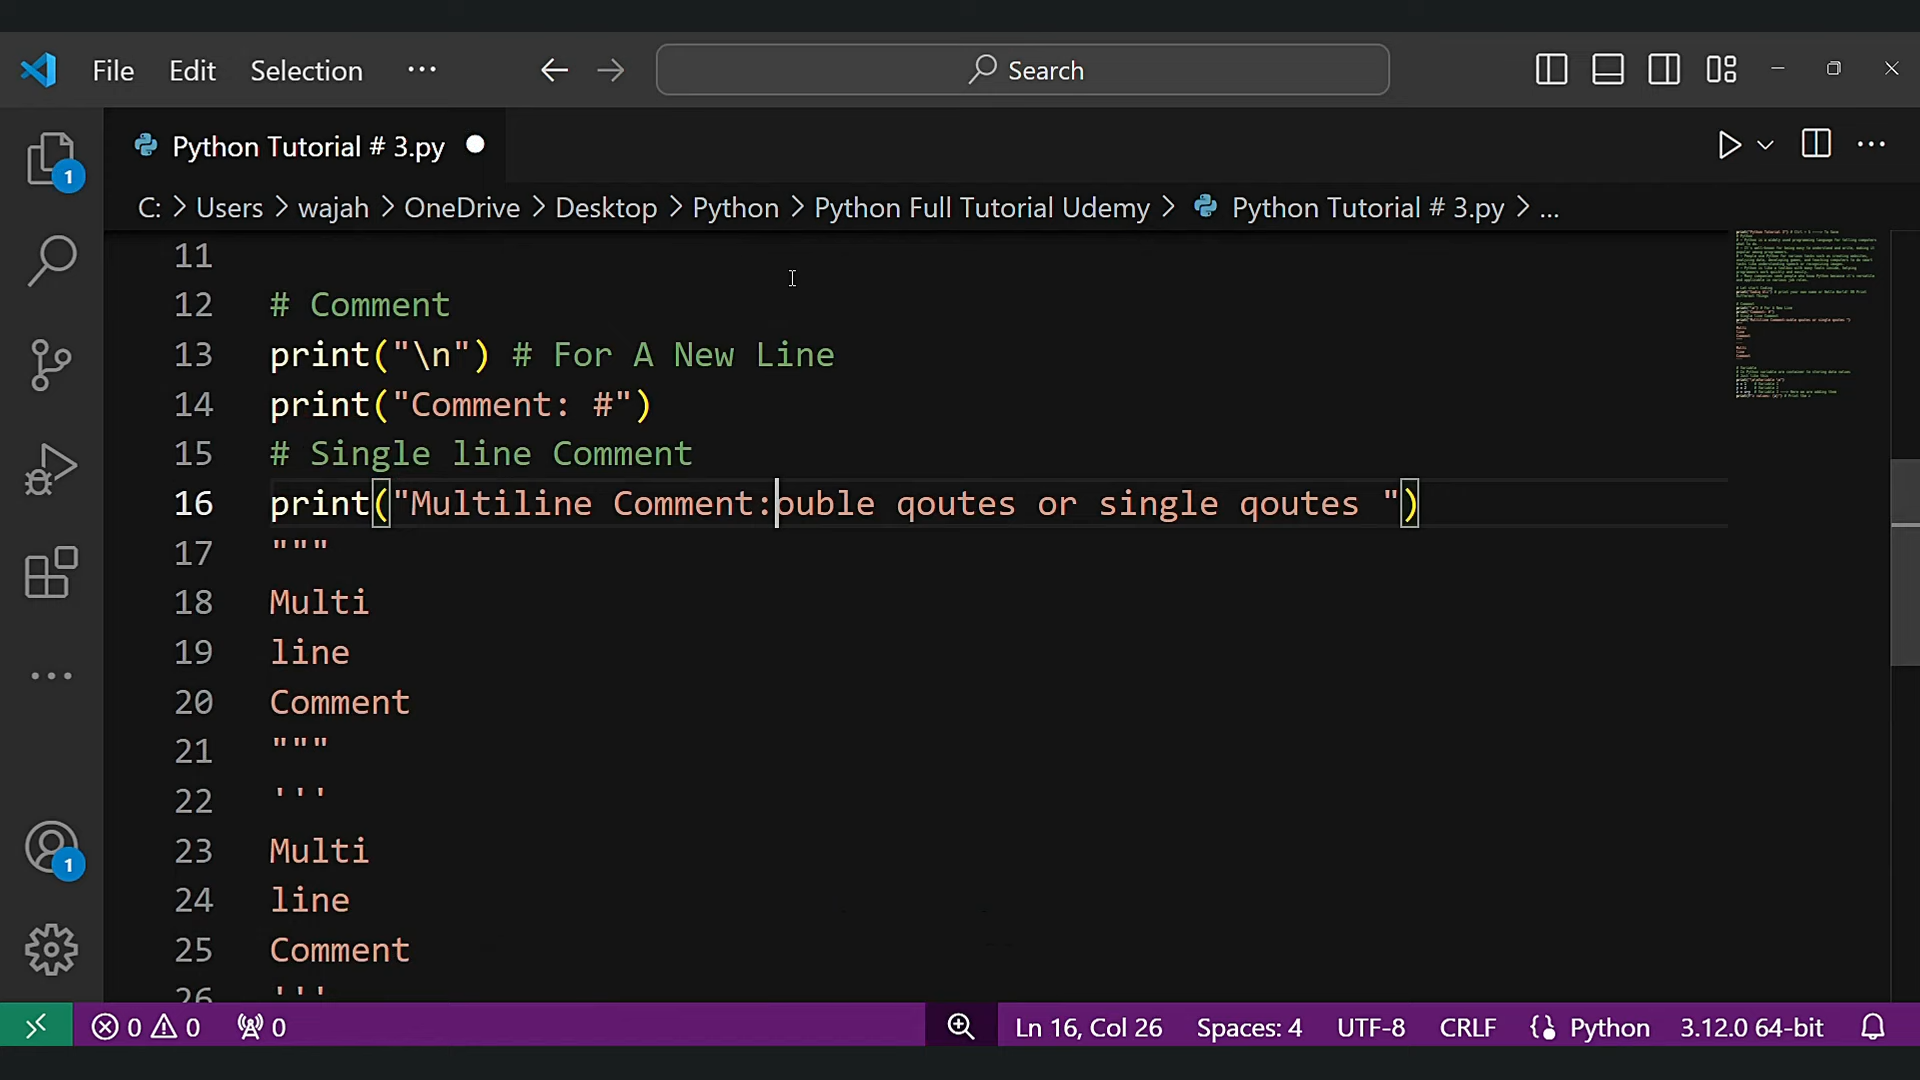 File Edit Selection ··· Search
1 Python Tutorial # 3.py
C: > Users > wajah > OneDrive > Desktop > Python > Python Full Tutorial Udemy > Python Tutorial # 3.py > ...
11
12 # Comment
13 print("\n") # For A New Line
14 print("Comment: #")
15 # Single line Comment
16 print("Multiline Comment:ouble qoutes or single qoutes ")
17 """
18 Multi
19 line
20 Comment
21 """
22 '''
23 Multi
24 line
25 Comment
26 '''
1
0 0 0 Ln 16, Col 26 Spaces: 4 UTF-8 CRLF Python 3.12.0 64-bit